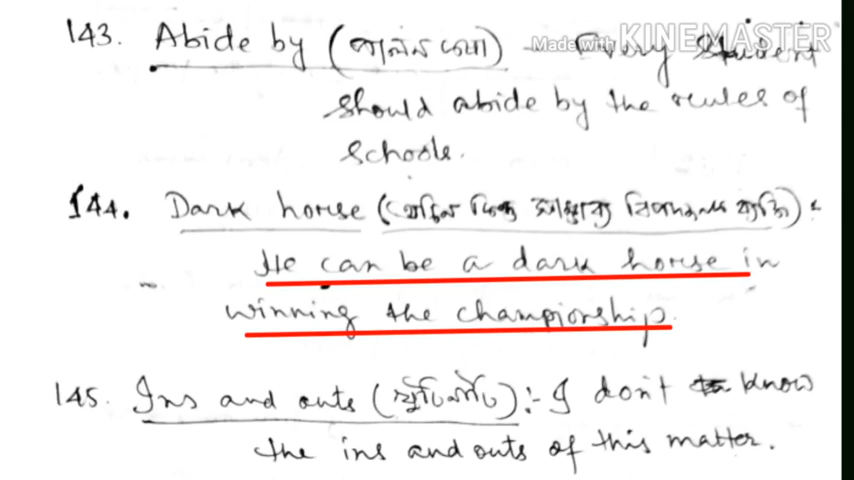 Made with KINEMASTER
143. Abide by (পালন করা) - Every student
should abide by the rules of
schools.
144. Dark horse ( :-
He can be a dark horse in
winning the championship.
145. Ins and outs (খুঁটিনাটি) :- I don't know
the ins and outs of this matter.